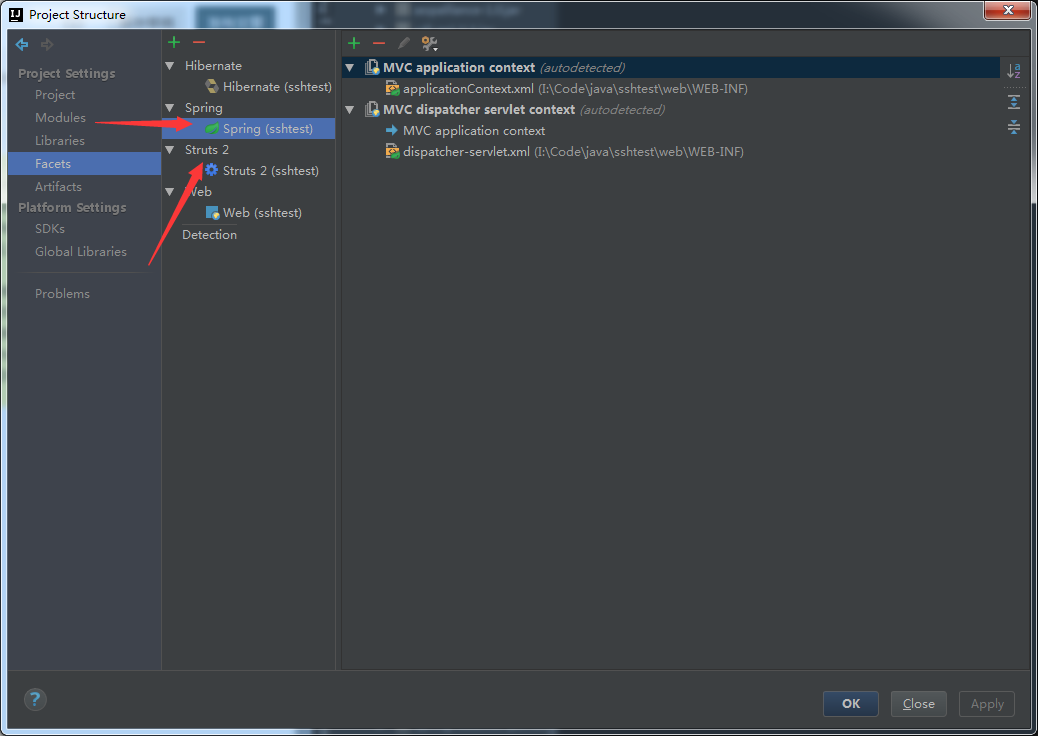 Project Structure
Project Settings
Project
Modules
Libraries
Facets
Artifacts
Platform Settings
SDKs
Global Libraries
Problems
Hibernate
Hibernate (sshtest)
Spring
Spring (sshtest)
Struts 2
Struts 2 (sshtest)
Web
Web (sshtest)
Detection
MVC application context (autodetected)
applicationContext.xml (I:\Code\java\sshtest\web\WEB-INF)
MVC dispatcher servlet context (autodetected)
MVC application context
dispatcher-servlet.xml (I:\Code\java\sshtest\web\WEB-INF)
?
OK
Close
Apply